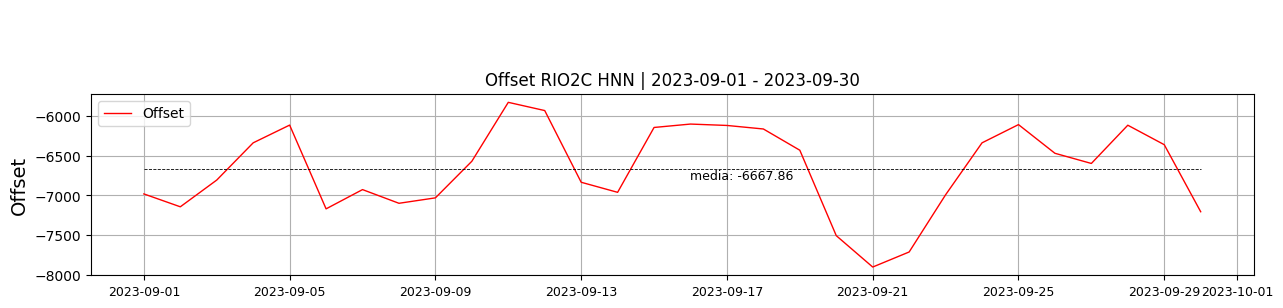 Offset RIO2C HNN | 2023-09-01 - 2023-09-30
Offset
Offset
−6000
−6500
−7000
−7500
−8000
media: -6667.86
2023-09-01 2023-09-05 2023-09-09 2023-09-13 2023-09-17 2023-09-21 2023-09-25 2023-09-29 2023-10-01